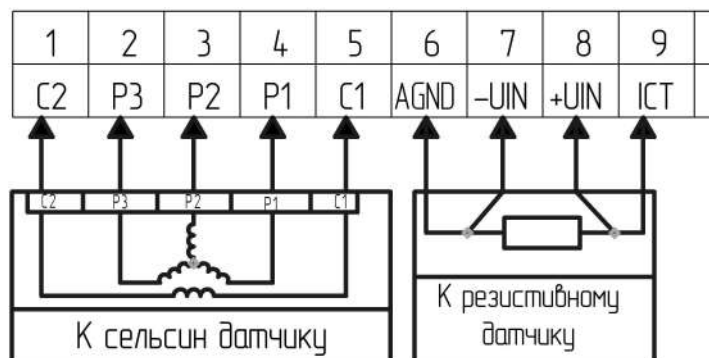 1 2 3 4 5 6 7 8 9
C2 P3 P2 P1 C1 AGND -UIN +UIN ICT
C2 P3 P2 P1 C1
К сельсин датчику
К резистивному
датчику